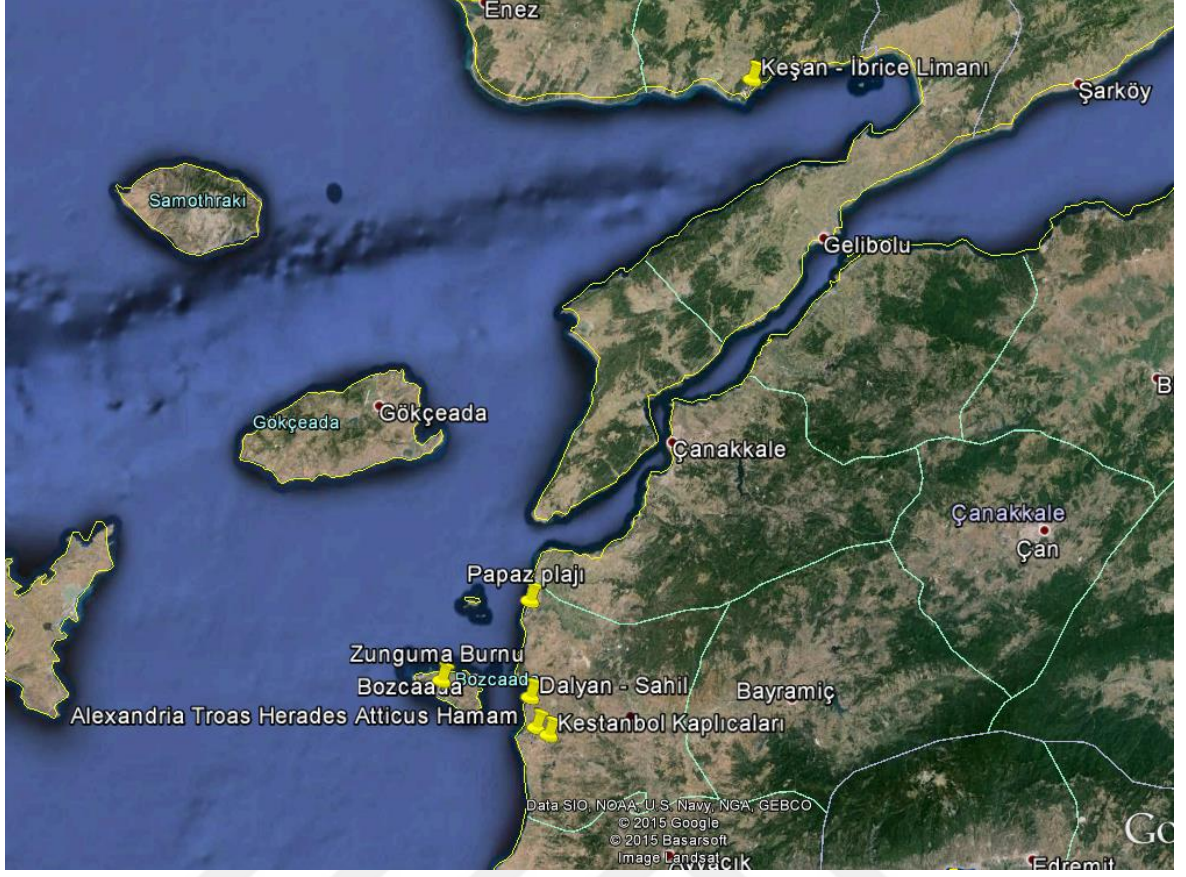 Enez
Keşan - İbrice Limanı
Şarköy
Samothraki
Gelibolu
Gökçeada
Gökçeada
Çanakkale
Çanakkale
Çan
Papaz plajı
Zunguma Burnu
Bozcaada
Bozcaada
Dalyan - Sahil
Bayramiç
Alexandria Troas Herades Atticus Hamam
Kestanbol Kaplıcaları
Data SIO, NOAA, U.S. Navy, NGA, GEBCO
© 2015 Google
© 2015 Basarsoft
Image Landsat
Ayvacık
Edremit